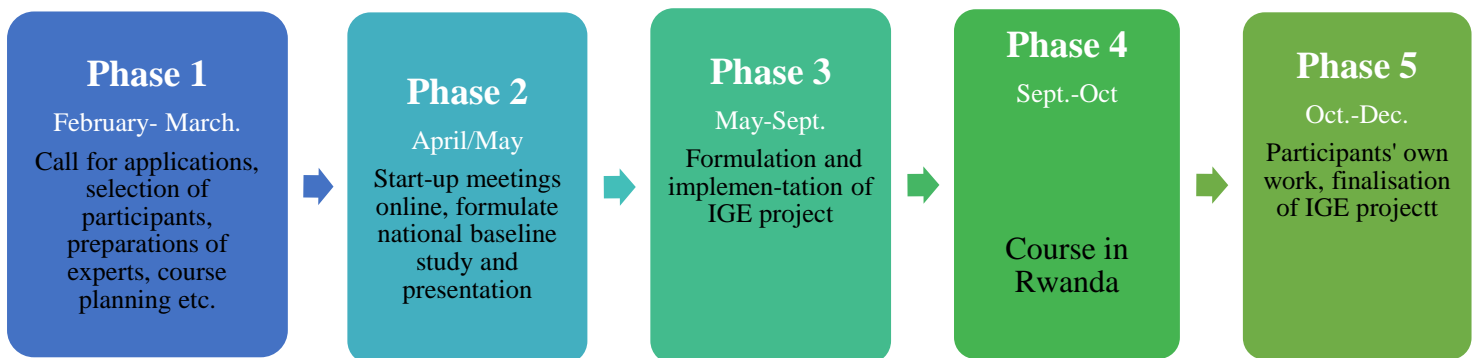 Phase 1
February- March.
Call for applications,
selection of
participants,
preparations of
experts, course
planning etc.
Phase 2
April/May
Start-up meetings
online, formulate
national baseline
study and
presentation
Phase 3
May-Sept.
Formulation and
implemen-tation of
IGE project
Phase 4
Sept.-Oct
Course in
Rwanda
Phase 5
Oct.-Dec.
Participants' own
work, finalisation
of IGE projectt